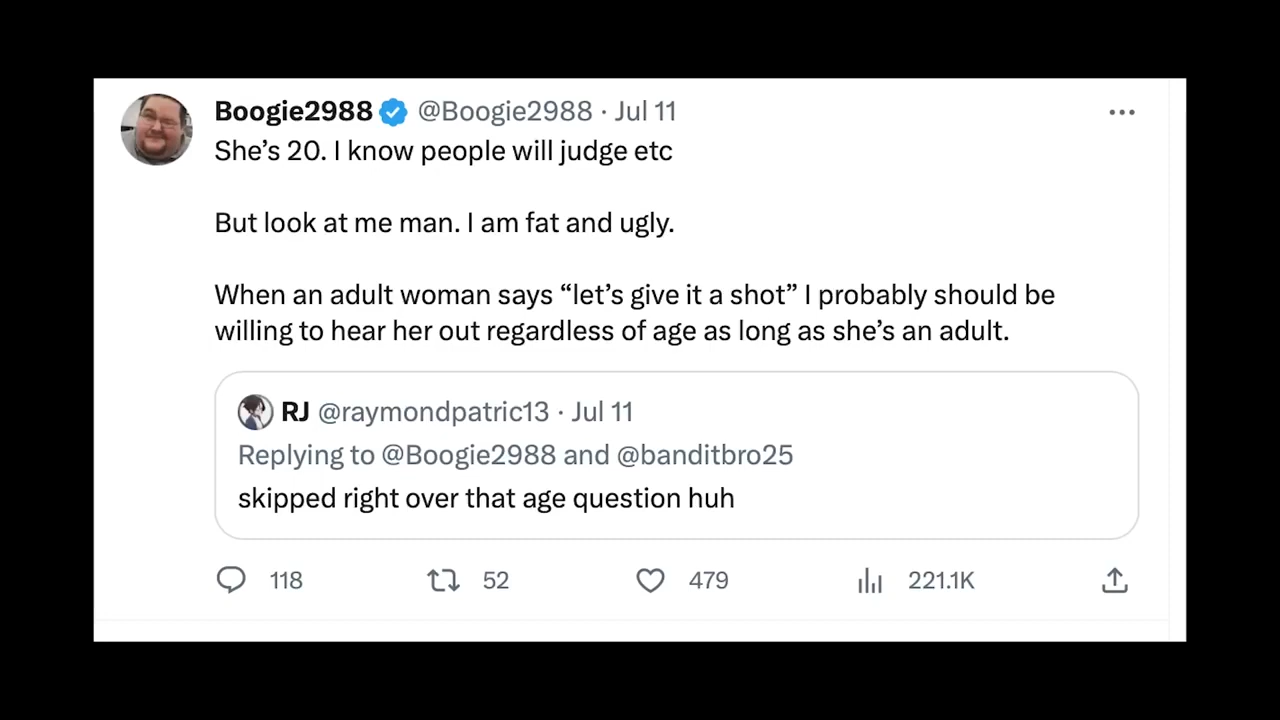 Boogie2988 @Boogie2988 · Jul 11
She’s 20. I know people will judge etc
But look at me man. I am fat and ugly.
When an adult woman says “let’s give it a shot” I probably should be
willing to hear her out regardless of age as long as she’s an adult.
RJ @raymondpatric13 · Jul 11
Replying to @Boogie2988 and @banditbro25
skipped right over that age question huh
118 52 479 221.1K